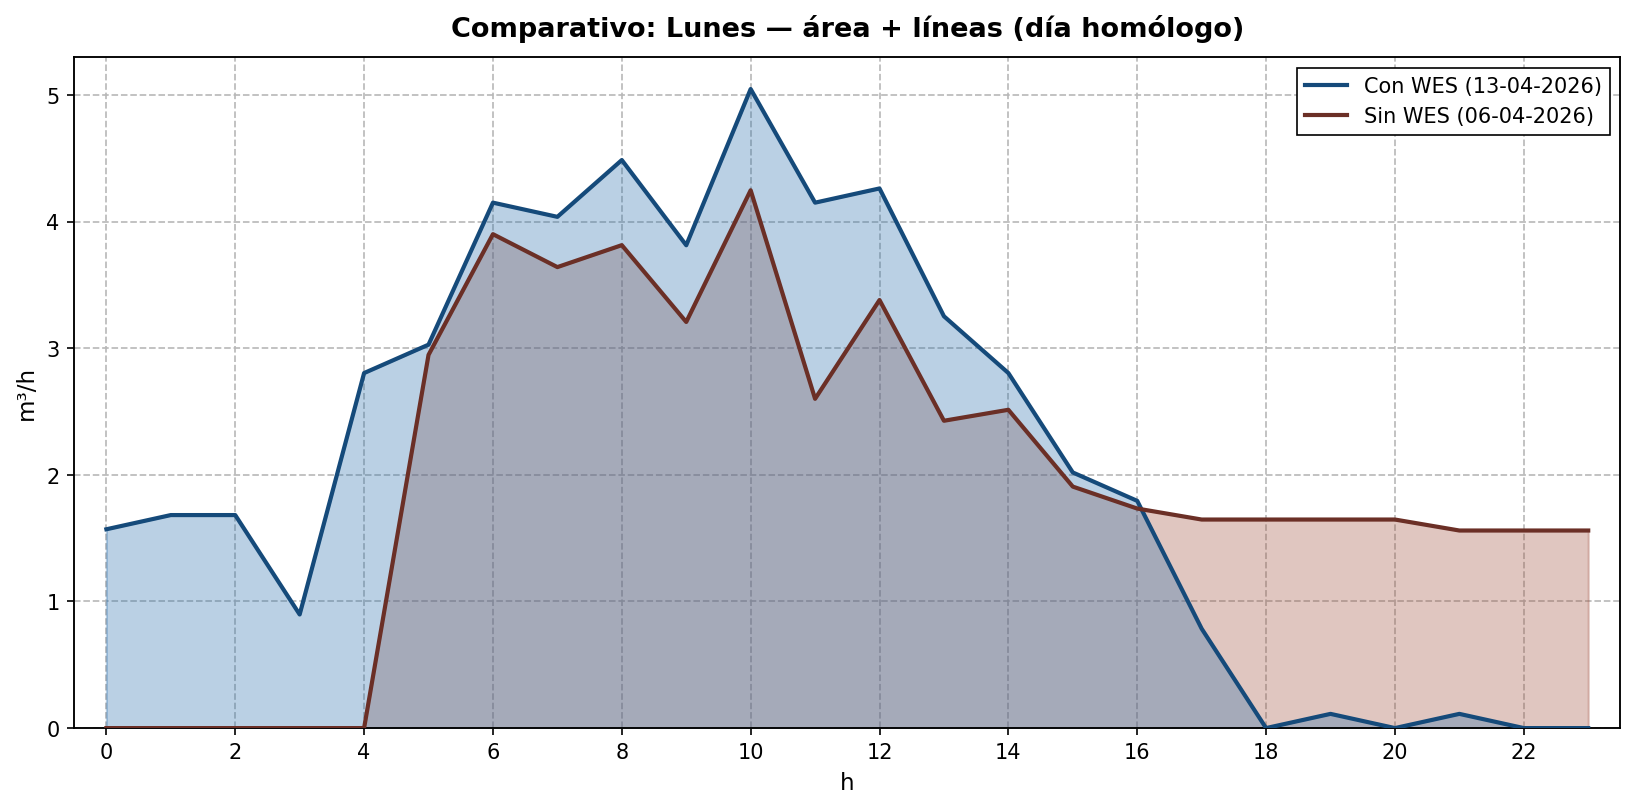 Comparativo: Lunes — área + líneas (día homólogo)
Con WES (13-04-2026)
Sin WES (06-04-2026)
5
4
3
2
1
0
m³/h
0 2 4 6 8 10 12 14 16 18 20 22
h